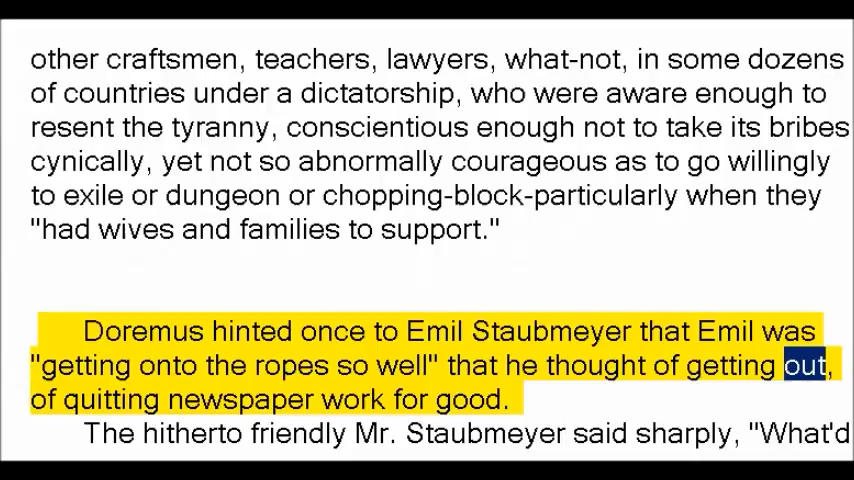 other craftsmen, teachers, lawyers, what-not, in some dozens
of countries under a dictatorship, who were aware enough to
resent the tyranny, conscientious enough not to take its bribes
cynically, yet not so abnormally courageous as to go willingly
to exile or dungeon or chopping-block-particularly when they
"had wives and families to support."
Doremus hinted once to Emil Staubmeyer that Emil was
"getting onto the ropes so well" that he thought of getting out,
of quitting newspaper work for good.
The hitherto friendly Mr. Staubmeyer said sharply, "What'd